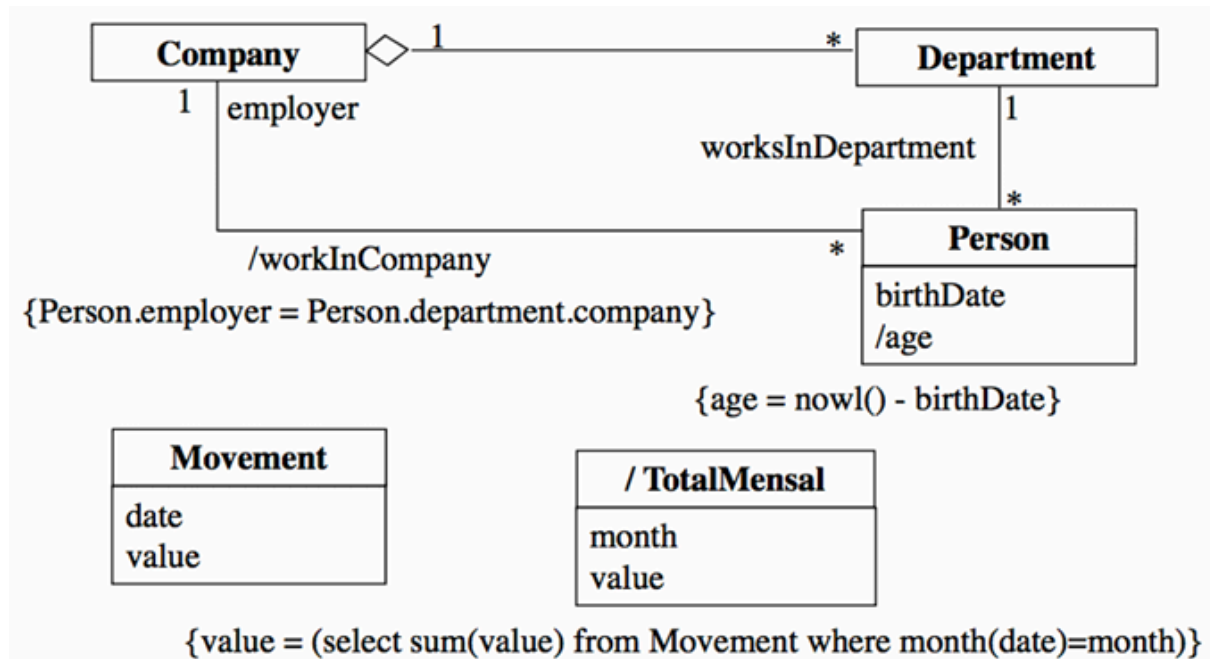 Company
1
*
Department
1
employer
1
worksInDepartment
*
Person
/workInCompany
*
birthDate
{Person.employer = Person.department.company}
/age
{age = nowl() - birthDate}
Movement
/ TotalMensal
date
month
value
value
{value = (select sum(value) from Movement where month(date)=month)}